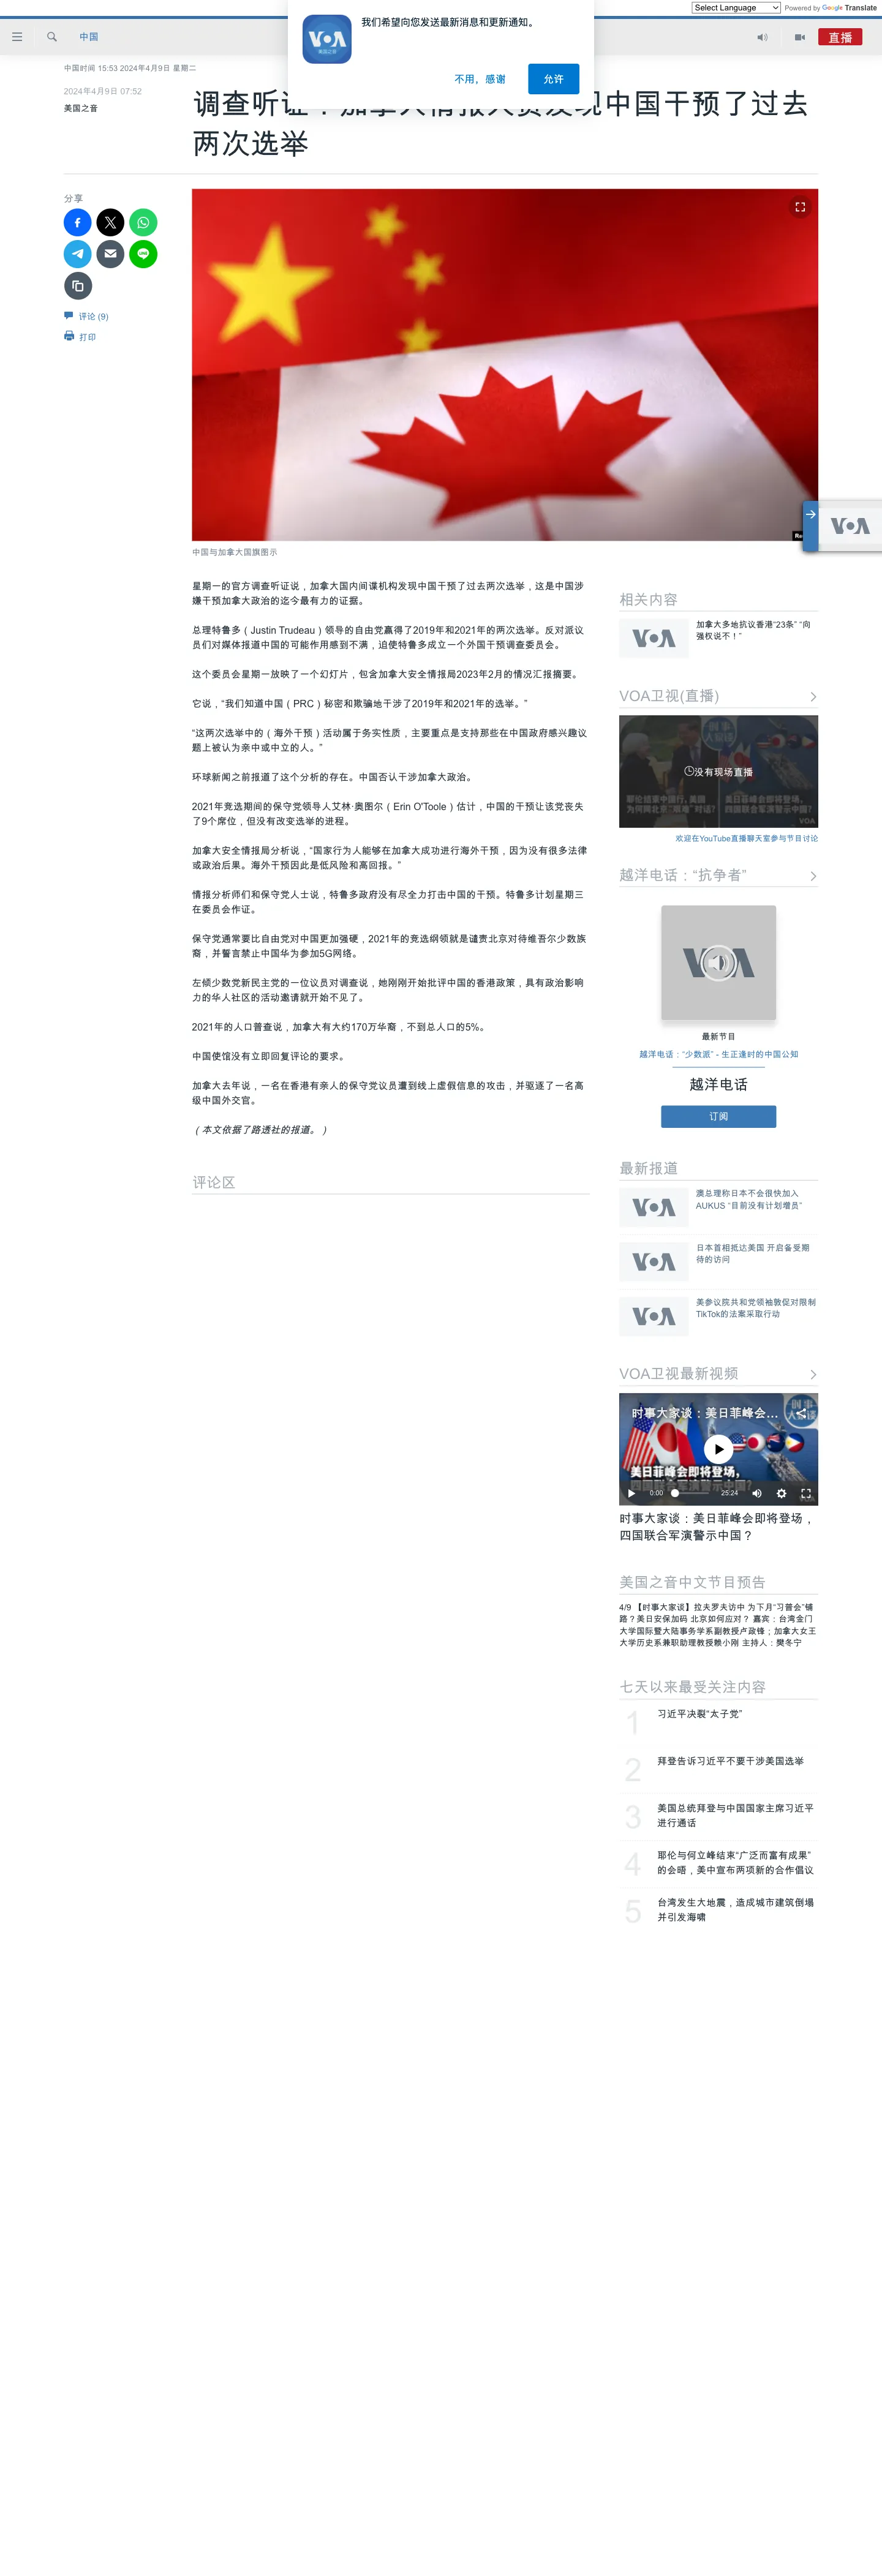 Select Language
Powered by Google Translate
我们希望向您发送最新消息和更新通知。
不用，感谢
允许
中国
直播
中国时间 15:53 2024年4月9日 星期二
2024年4月9日 07:52
美国之音
中国干预了过去
两次选举
分享
评论 (9)
打印
中国与加拿大国旗图示
星期一的官方调查听证说，加拿大国内间谍机构发现中国干预了过去两次选举，这是中国涉
嫌干预加拿大政治的迄今最有力的证据。
总理特鲁多（Justin Trudeau）领导的自由党赢得了2019年和2021年的两次选举。反对派议
员们对媒体报道中国的可能作用感到不满，迫使特鲁多成立一个外国干预调查委员会。
这个委员会星期一放映了一个幻灯片，包含加拿大安全情报局2023年2月的情况汇报摘要。
它说，“我们知道中国（PRC）秘密和欺骗地干涉了2019年和2021年的选举。”
“这两次选举中的（海外干预）活动属于务实性质，主要重点是支持那些在中国政府感兴趣议
题上被认为亲中或中立的人。”
环球新闻之前报道了这个分析的存在。中国否认干涉加拿大政治。
2021年竞选期间的保守党领导人艾林·奥图尔（Erin O'Toole）估计，中国的干预让该党丧失
了9个席位，但没有改变选举的进程。
加拿大安全情报局分析说，“国家行为人能够在加拿大成功进行海外干预，因为没有很多法律
或政治后果。海外干预因此是低风险和高回报。”
情报分析师们和保守党人士说，特鲁多政府没有尽全力打击中国的干预。特鲁多计划星期三
在委员会作证。
保守党通常要比自由党对中国更加强硬，2021年的竞选纲领就是谴责北京对待维吾尔少数族
裔，并誓言禁止中国华为参加5G网络。
左倾少数党新民主党的一位议员对调查说，她刚刚开始批评中国的香港政策，具有政治影响
力的华人社区的活动邀请就开始不见了。
2021年的人口普查说，加拿大有大约170万华裔，不到总人口的5%。
中国使馆没有立即回复评论的要求。
加拿大去年说，一名在香港有亲人的保守党议员遭到线上虚假信息的攻击，并驱逐了一名高
级中国外交官。
（本文依据了路透社的报道。）
评论区
VOA
相关内容
VOA
加拿大多地抗议香港“23条” “向
强权说不！”
VOA卫视(直播)
没有现场直播
欢迎在YouTube直播聊天室参与节目讨论
越洋电话：“抗争者”
最新节目
越洋电话：“少数派” - 生正逢时的中国公知
越洋电话
订阅
最新报道
VOA
澳总理称日本不会很快加入
AUKUS “目前没有计划增员”
VOA
日本首相抵达美国 开启备受期
待的访问
VOA
美参议院共和党领袖敦促对限制
TikTok的法案采取行动
VOA卫视最新视频
时事大家谈：美日菲峰会...
美日菲峰会即将登场，
0:00
25:24
时事大家谈：美日菲峰会即将登场，
四国联合军演警示中国？
美国之音中文节目预告
4/9 【时事大家谈】拉夫罗夫访中 为下月“习普会”铺
路？美日安保加码 北京如何应对？ 嘉宾：台湾金门
大学国际暨大陆事务学系副教授卢政锋；加拿大女王
大学历史系兼职助理教授赖小刚 主持人：樊冬宁
七天以来最受关注内容
1
习近平决裂“太子党”
2
拜登告诉习近平不要干涉美国选举
3
美国总统拜登与中国国家主席习近平
进行通话
4
耶伦与何立峰结束“广泛而富有成果”
的会晤，美中宣布两项新的合作倡议
5
台湾发生大地震，造成城市建筑倒塌
并引发海啸